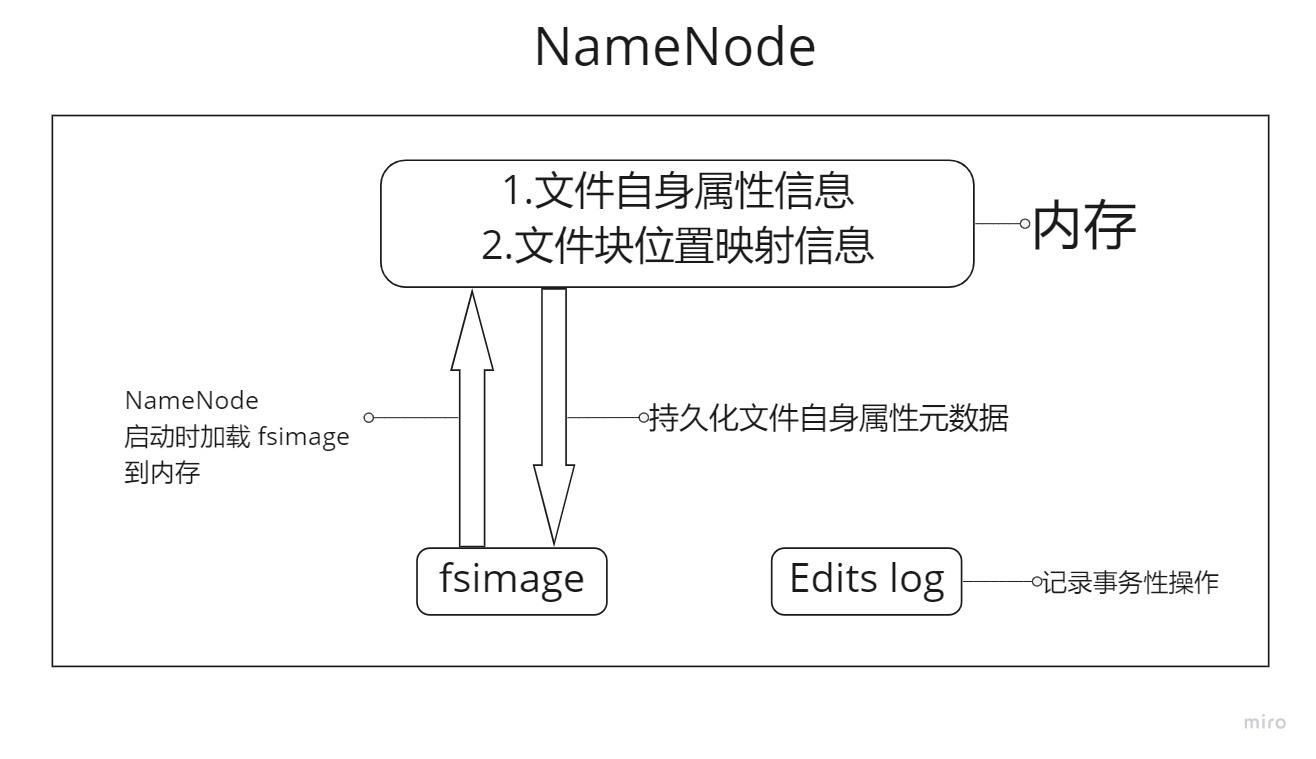 NameNode
1.文件自身属性信息
2.文件块位置映射信息
内存
NameNode
启动时加载 fsimage
到内存
持久化文件自身属性元数据
fsimage
Edits log
记录事务性操作
miro